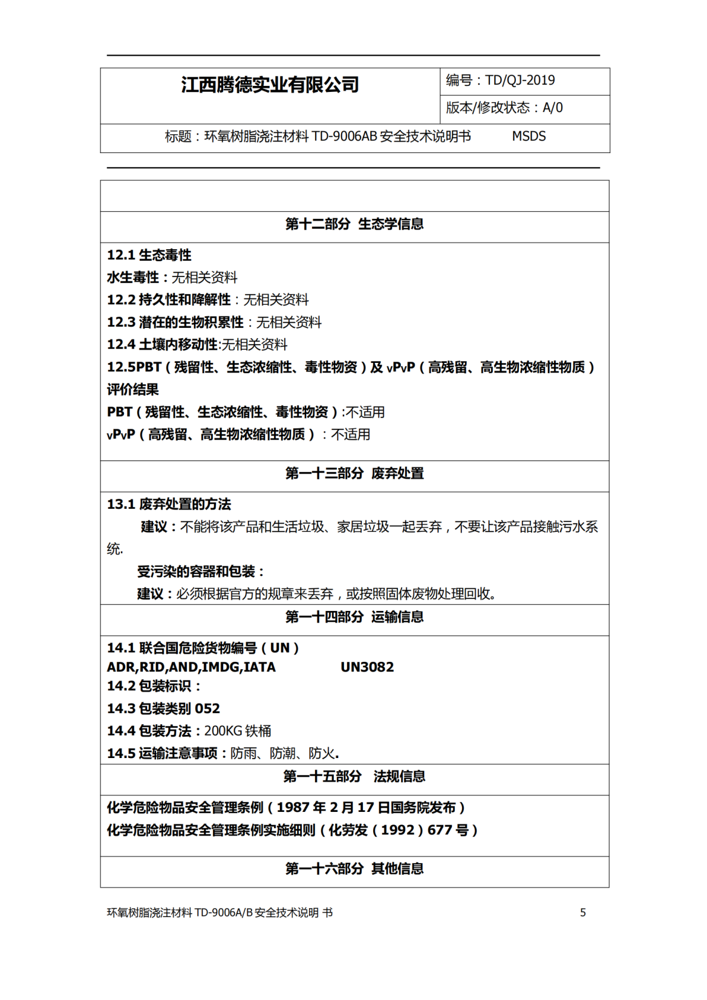 江西腾德实业有限公司
编号：TD/QJ-2019
版本/修改状态：A/0
标题：环氧树脂浇注材料 TD-9006AB 安全技术说明书 MSDS
第十二部分 生态学信息
12.1 生态毒性
水生毒性：无相关资料
12.2 持久性和降解性：无相关资料
12.3 潜在的生物积累性：无相关资料
12.4 土壤内移动性:无相关资料
12.5PBT（残留性、生态浓缩性、毒性物资）及 vPvP（高残留、高生物浓缩性物质）
评价结果
PBT（残留性、生态浓缩性、毒性物资）:不适用
vPvP（高残留、高生物浓缩性物质）：不适用
第一十三部分 废弃处置
13.1 废弃处置的方法
建议：不能将该产品和生活垃圾、家居垃圾一起丢弃，不要让该产品接触污水系
统.
受污染的容器和包装：
建议：必须根据官方的规章来丢弃，或按照固体废物处理回收。
第一十四部分 运输信息
14.1 联合国危险货物编号（UN）
ADR,RID,AND,IMDG,IATA UN3082
14.2 包装标识：
14.3 包装类别 052
14.4 包装方法：200KG 铁桶
14.5 运输注意事项：防雨、防潮、防火.
第一十五部分 法规信息
化学危险物品安全管理条例（1987 年 2 月 17 日国务院发布）
化学危险物品安全管理条例实施细则（化劳发（1992）677 号）
第一十六部分 其他信息
环氧树脂浇注材料 TD-9006A/B 安全技术说明 书 5